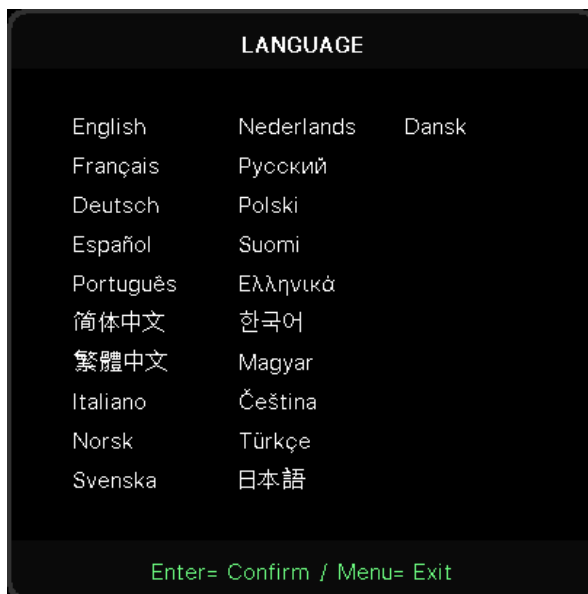 LANGUAGE
English Nederlands Dansk
Français Русский
Deutsch Polski
Español Suomi
Português Ελληνικά
简体中文 한국어
繁體中文 Magyar
Italiano Čeština
Norsk Türkçe
Svenska 日本語
Enter= Confirm / Menu= Exit